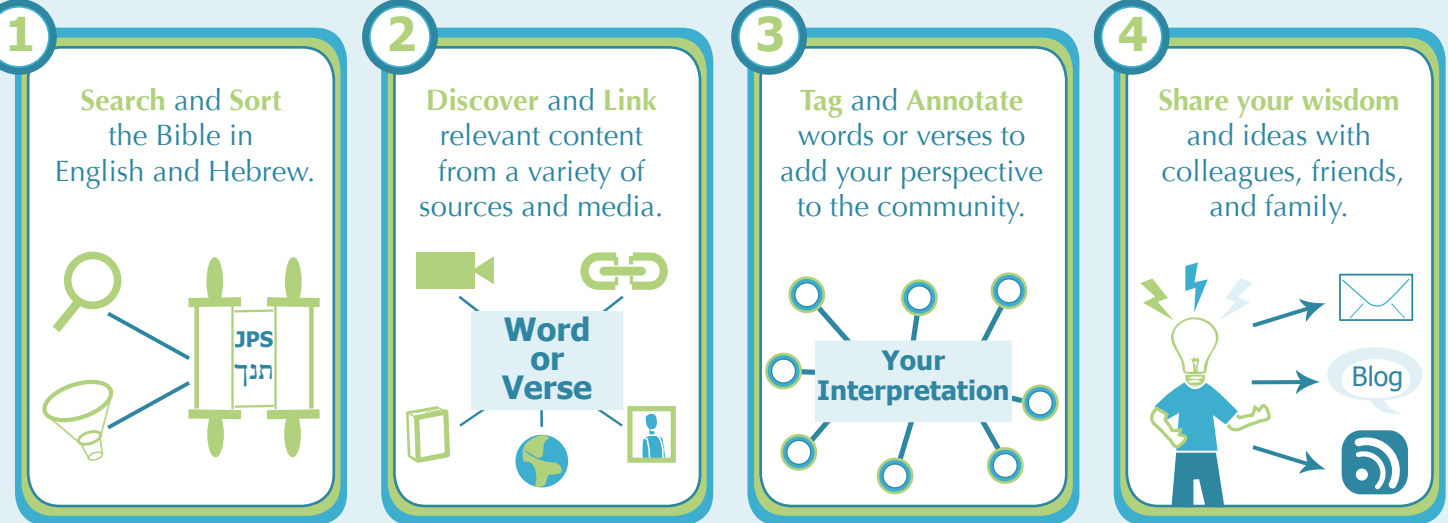 1
Search and Sort
the Bible in
English and Hebrew.
JPS
תנך
2
Discover and Link
relevant content
from a variety of
sources and media.
Word
or
Verse
3
Tag and Annotate
words or verses to
add your perspective
to the community.
Your
Interpretation
4
Share your wisdom
and ideas with
colleagues, friends,
and family.
Blog